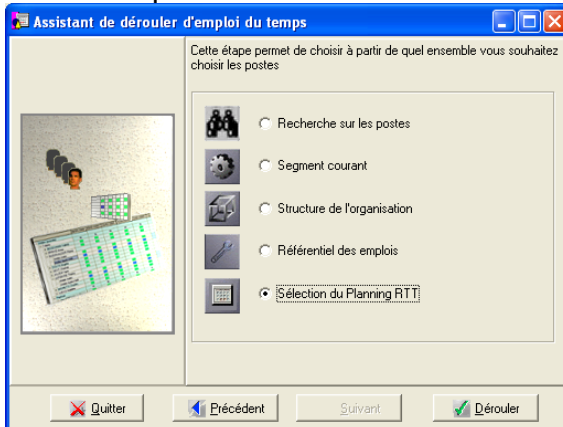 Assistant de dérouler d'emploi du temps
Cette étape permet de choisir à partir de quel ensemble vous souhaitez
choisir les postes
Recherche sur les postes
Segment courant
Structure de l'organisation
Référentiel des emplois
Sélection du Planning RTT
Quitter
Précédent
Suivant
Dérouler